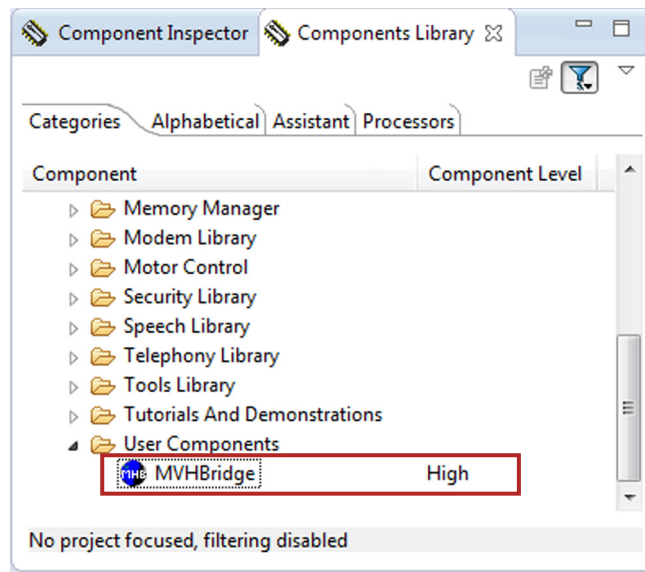 Component Inspector Components Library
Categories Alphabetical Assistant Processors
Component Component Level
Memory Manager
Modem Library
Motor Control
Security Library
Speech Library
Telephony Library
Tools Library
Tutorials And Demonstrations
User Components
MHB MVHBridge High
No project focused, filtering disabled